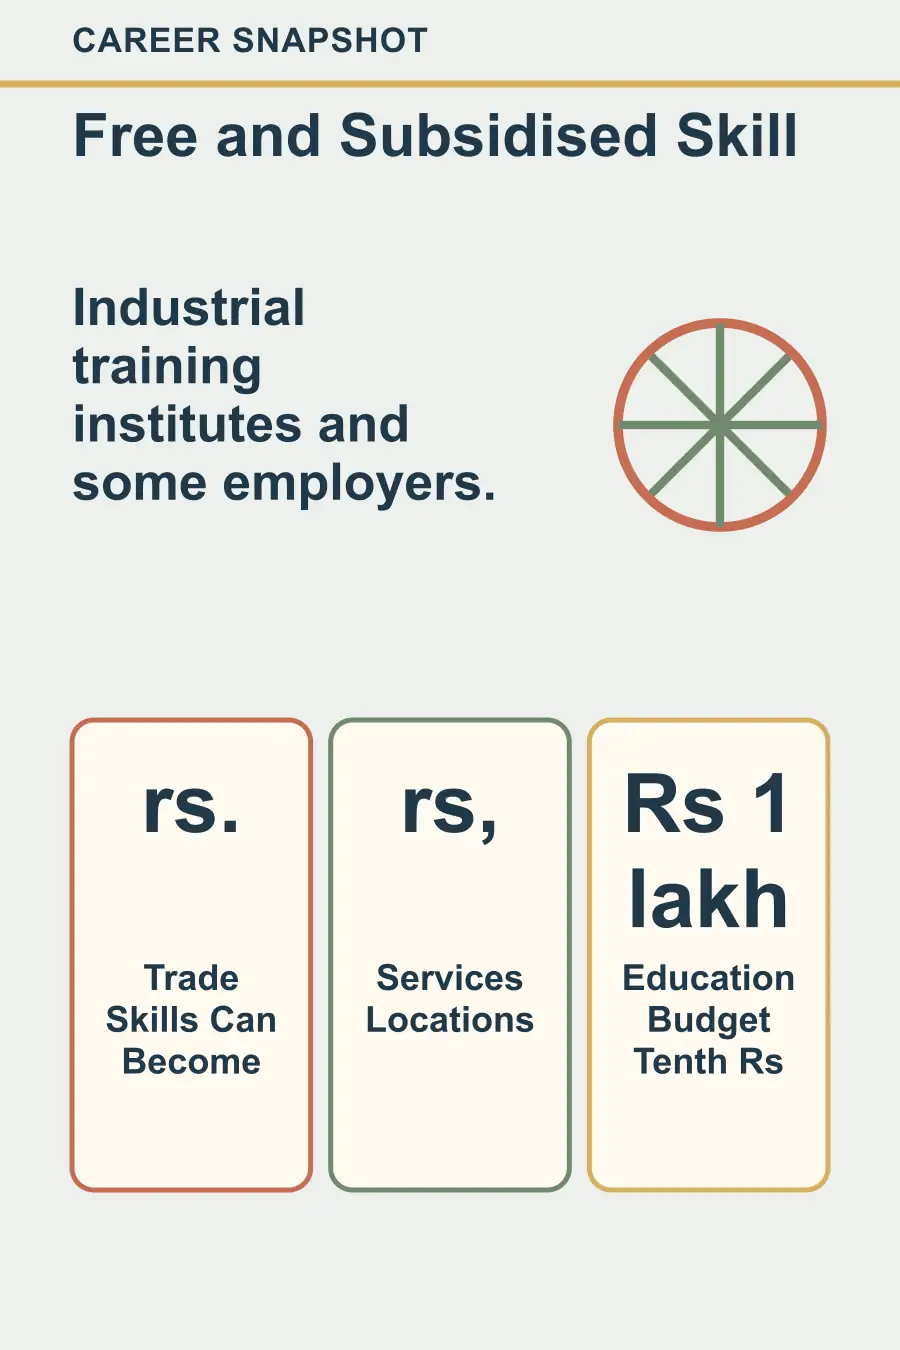 CAREER SNAPSHOT
Free and Subsidised Skill
Industrial
training
institutes and
some employers.
rs.
Trade
Skills Can
Become
rs,
Services
Locations
Rs 1
lakh
Education
Budget
Tenth Rs